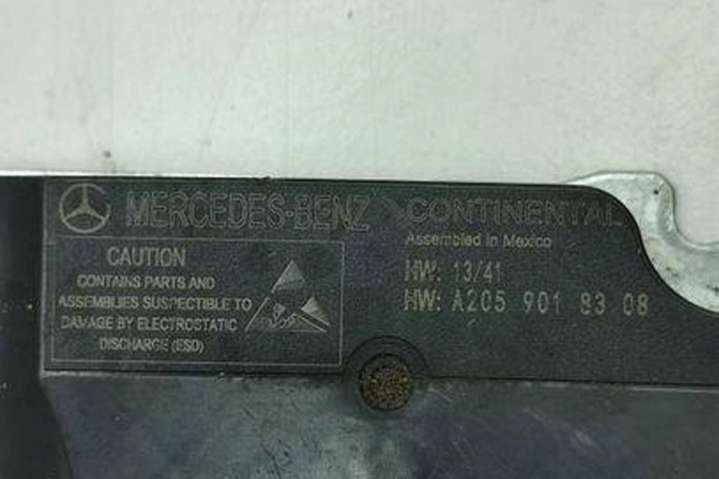 MERCEDES-BENZ CONTINENTAL
Assembled in Mexico
HW: 13/41
HW: A205 901 83 08
CAUTION
CONTAINS PARTS AND
ASSEMBLIES SUSPECTIBLE TO
DAMAGE BY ELECTROSTATIC
DISCHARGE (ESD)